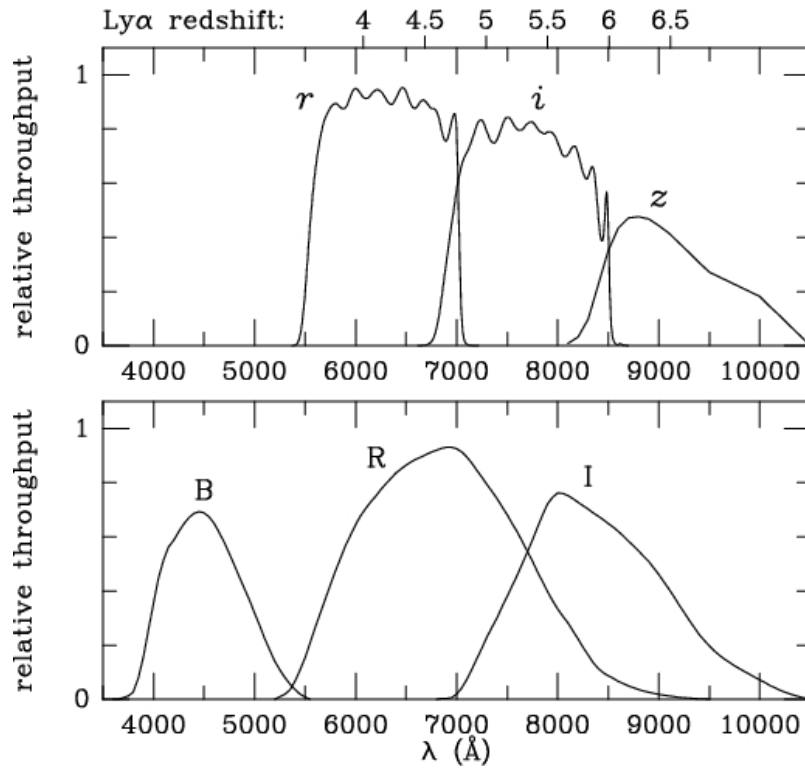 Lyα redshift: 4 4.5 5 5.5 6 6.5
1
r i
z
relative throughput
0
4000 5000 6000 7000 8000 9000 10000
1
R
I
B
relative throughput
0
4000 5000 6000 7000 8000 9000 10000
λ (Å)